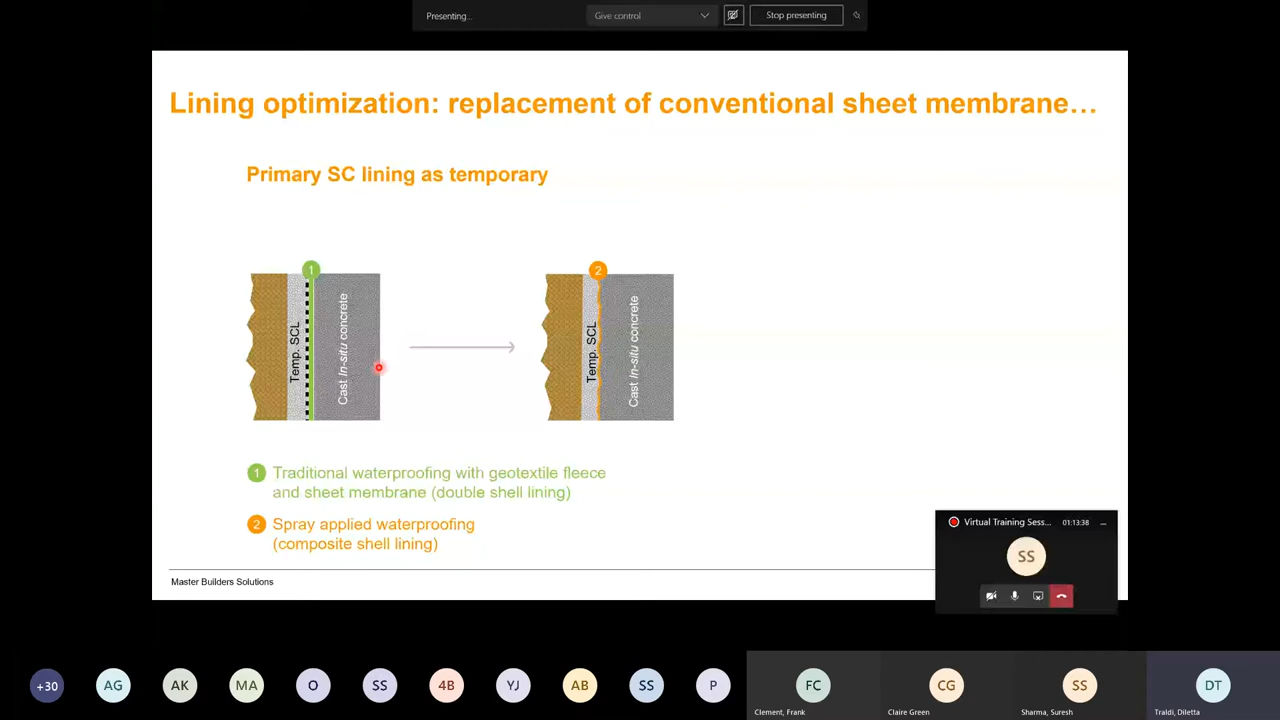 Presenting...
Give control
Stop presenting
Lining optimization: replacement of conventional sheet membrane…
Primary SC lining as temporary
1
Temp. SCL
Cast In-situ concrete
2
Temp. SCL
Cast In-situ concrete
1 Traditional waterproofing with geotextile fleece
and sheet membrane (double shell lining)
2 Spray applied waterproofing
(composite shell lining)
Master Builders Solutions
Virtual Training Sess... 01:13:38
SS
+30 AG AK MA O SS 4B YJ AB SS P FC CG SS DT
Clement, Frank Claire Green Sharma, Suresh Traldi, Diletta